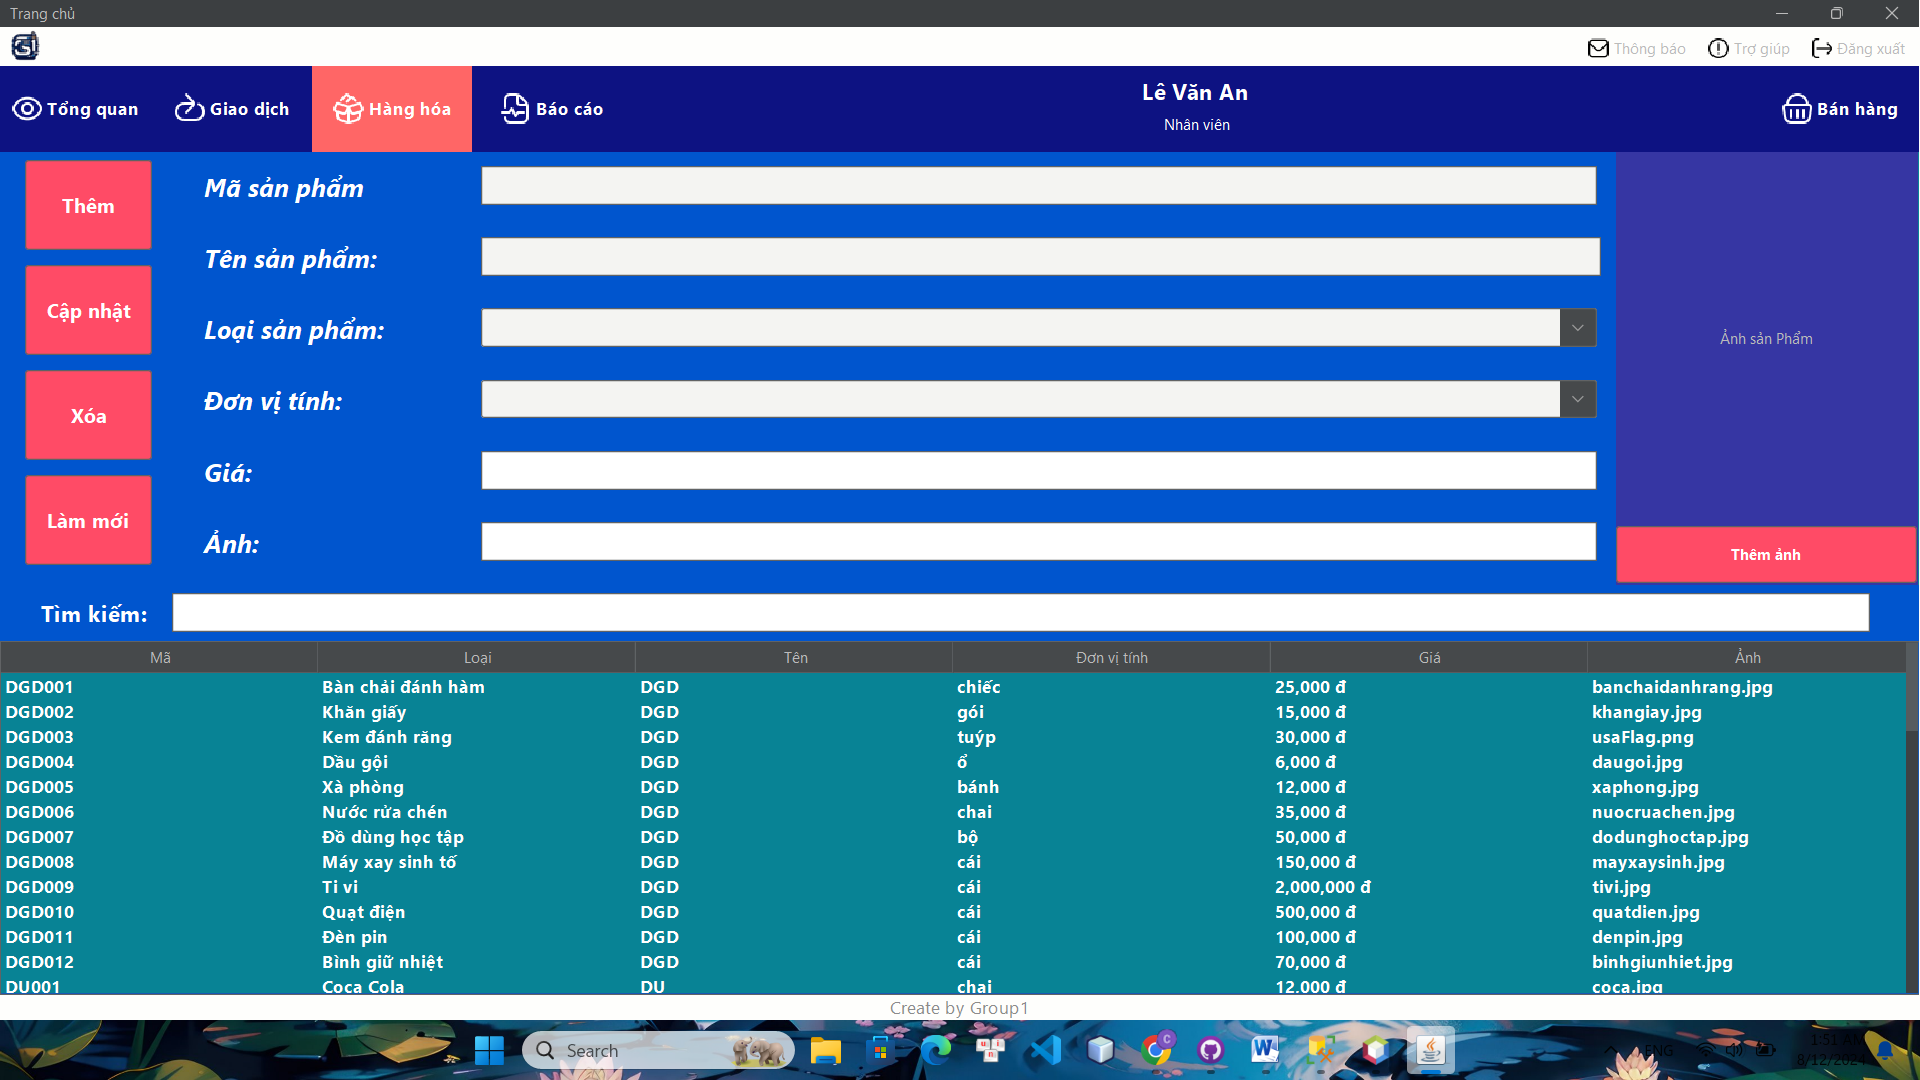 Trang chủ
Thông báo Trợ giúp Đăng xuất
Tổng quan Giao dịch Hàng hóa Báo cáo Lê Văn An Bán hàng
Nhân viên
Thêm
Cập nhật
Xóa
Làm mới
Mã sản phẩm
Tên sản phẩm:
Loại sản phẩm:
Đơn vị tính:
Giá:
Ảnh:
Ảnh sản Phẩm
Thêm ảnh
Tìm kiếm:
Mã Loại Tên Đơn vị tính Giá Ảnh
DGD001 Bàn chải đánh hàm DGD chiếc 25,000 đ banchaidanhrang.jpg
DGD002 Khăn giấy DGD gói 15,000 đ khangiay.jpg
DGD003 Kem đánh răng DGD tuýp 30,000 đ usaFlag.png
DGD004 Dầu gội DGD ổ 6,000 đ daugoi.jpg
DGD005 Xà phòng DGD bánh 12,000 đ xaphong.jpg
DGD006 Nước rửa chén DGD chai 35,000 đ nuocruachen.jpg
DGD007 Đồ dùng học tập DGD bộ 50,000 đ dodunghoctap.jpg
DGD008 Máy xay sinh tố DGD cái 150,000 đ mayxaysinh.jpg
DGD009 Ti vi DGD cái 2,000,000 đ tivi.jpg
DGD010 Quạt điện DGD cái 500,000 đ quatdien.jpg
DGD011 Đèn pin DGD cái 100,000 đ denpin.jpg
DGD012 Bình giữ nhiệt DGD cái 70,000 đ binhgiunhiet.jpg
DU001 Coca Cola DU chai 12,000 đ coca.jpg
Create by Group1
Search
ENG
1:51 AM
8/12/2024